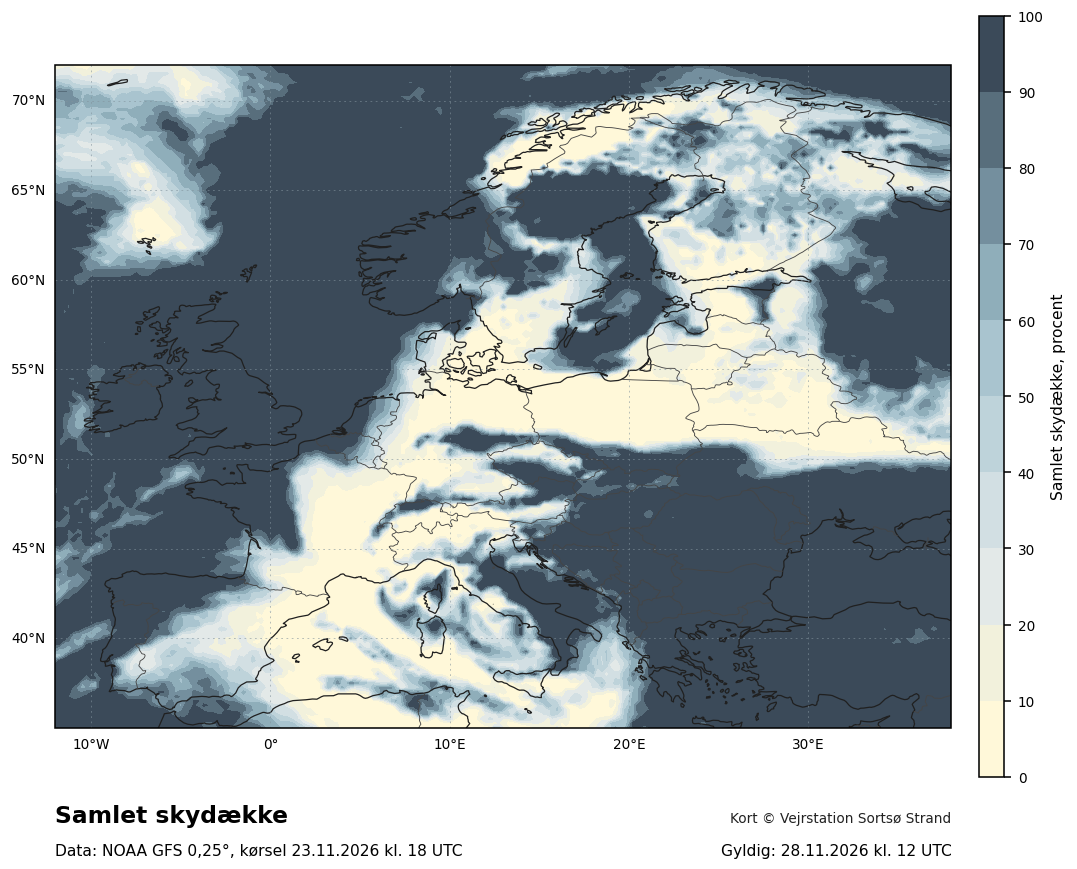 100
90
80
70
60
50
40
30
20
10
0
Samlet skydække, procent
70°N
65°N
60°N
55°N
50°N
45°N
40°N
10°W
0°
10°E
20°E
30°E
Samlet skydække
Kort © Vejrstation Sortsø Strand
Data: NOAA GFS 0,25°, kørsel 23.11.2026 kl. 18 UTC
Gyldig: 28.11.2026 kl. 12 UTC